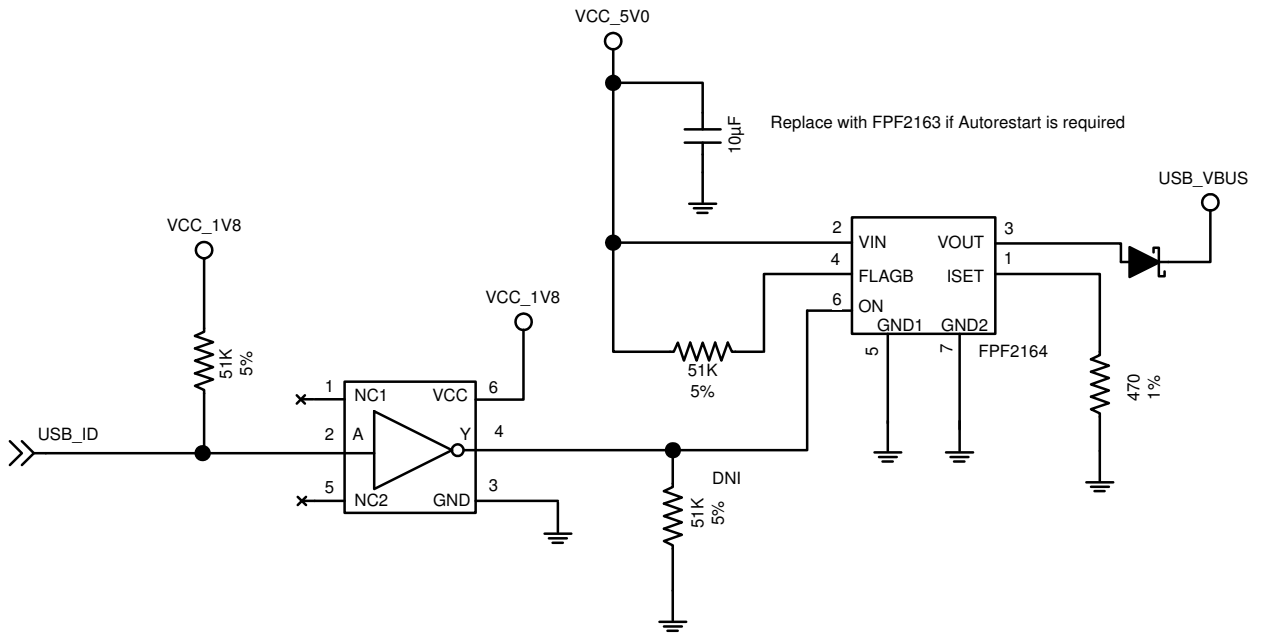 VCC_5V0
10µF
Replace with FPF2163 if Autorestart is required
USB_VBUS
VCC_1V8
2
VIN
VOUT
3
4
FLAGB
ISET
1
6
ON
GND1
GND2
5
7
FPF2164
VCC_1V8
51K
5%
51K
5%
470
1%
1
NC1
VCC
6
USB_ID
2
A
Y
4
5
NC2
GND
3
DNI
51K
5%